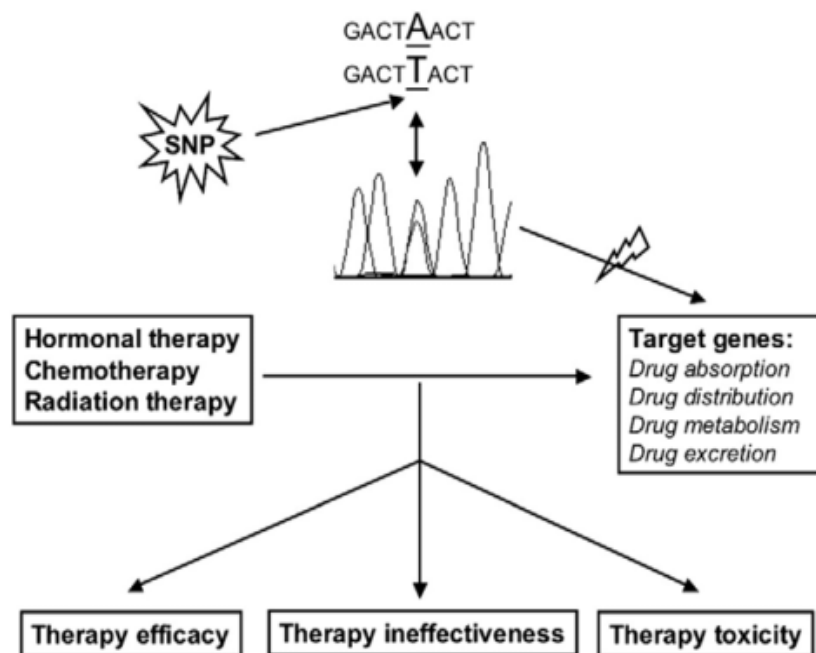 GACTAACT
GACTTACT
SNP
Hormonal therapy
Chemotherapy
Radiation therapy
Target genes:
Drug absorption
Drug distribution
Drug metabolism
Drug excretion
Therapy efficacy
Therapy ineffectiveness
Therapy toxicity